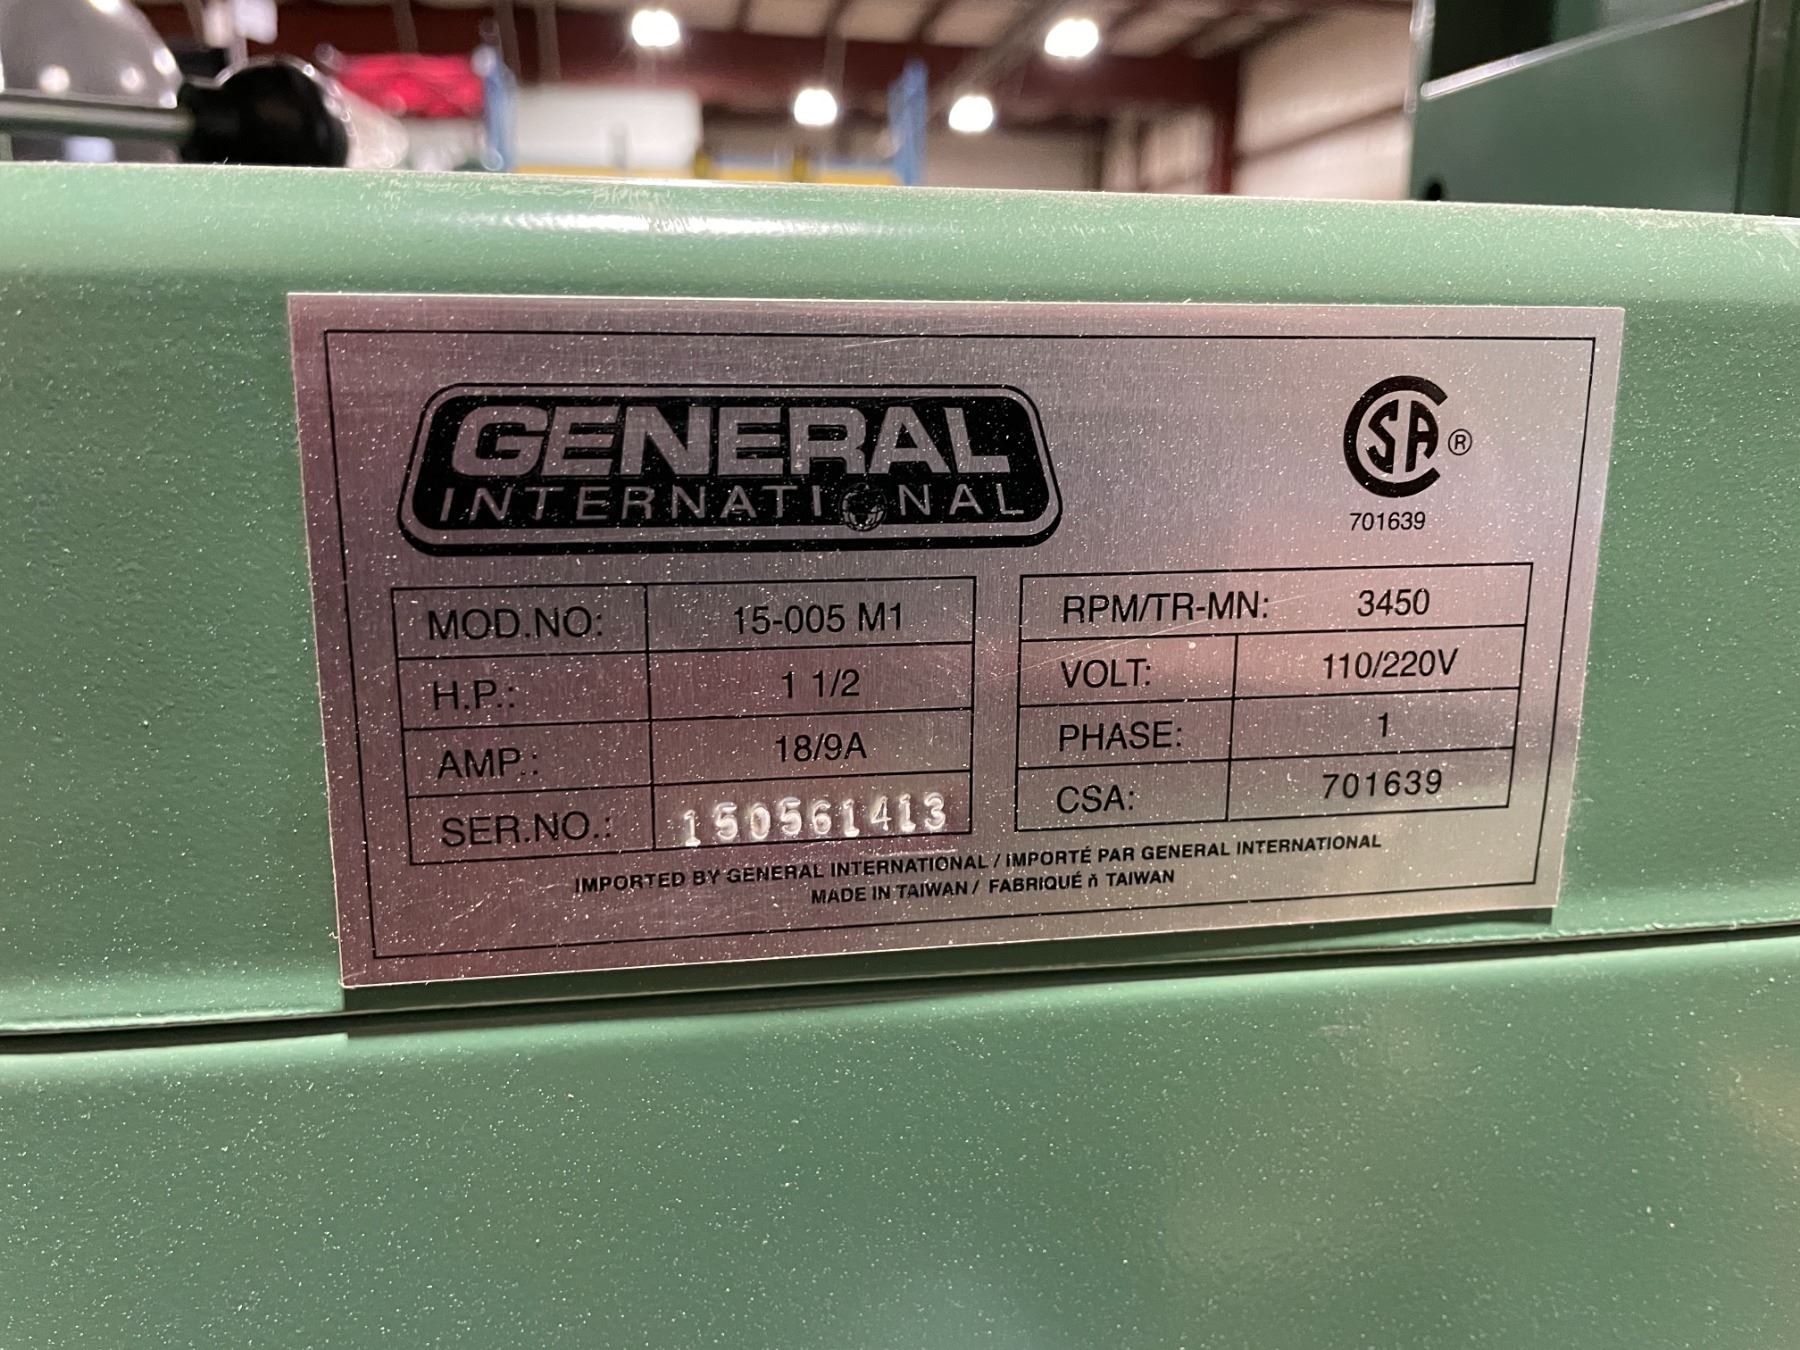 GENERAL
INTERNATIONAL
CSA®
701639
MOD.NO: 15-005 M1
H.P.: 1 1/2
AMP.: 18/9A
SER.NO.: 150561413
RPM/TR-MN: 3450
VOLT: 110/220V
PHASE: 1
CSA: 701639
IMPORTED BY GENERAL INTERNATIONAL / IMPORTÉ PAR GENERAL INTERNATIONAL
MADE IN TAIWAN / FABRIQUÉ ñ TAIWAN